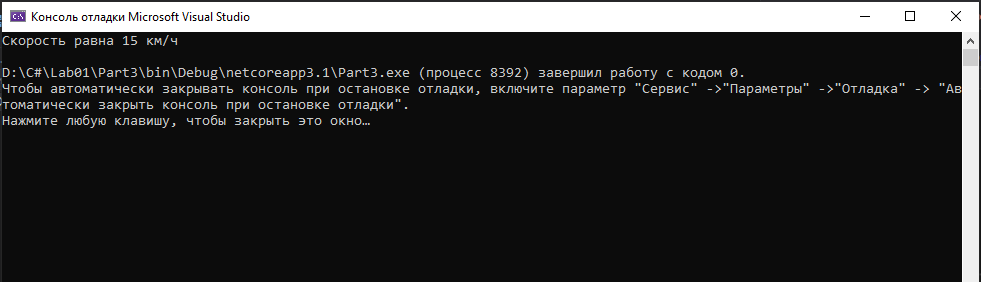 Консоль отладки Microsoft Visual Studio
Скорость равна 15 км/ч
D:\C#\Lab01\Part3\bin\Debug\netcoreapp3.1\Part3.exe (процесс 8392) завершил работу с кодом 0.
Чтобы автоматически закрывать консоль при остановке отладки, включите параметр "Сервис" ->"Параметры" ->"Отладка" -> "Ав
томатически закрыть консоль при остановке отладки".
Нажмите любую клавишу, чтобы закрыть это окно…